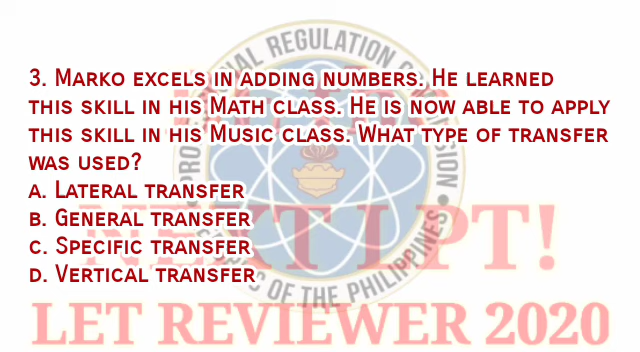 3. Marko excels in adding numbers. He learned
this skill in his Math class. He is now able to apply
this skill in his Music class. What type of transfer
was used?
a. Lateral transfer
b. General transfer
c. Specific transfer
d. Vertical transfer
NEXT LPT!
LET REVIEWER 2020